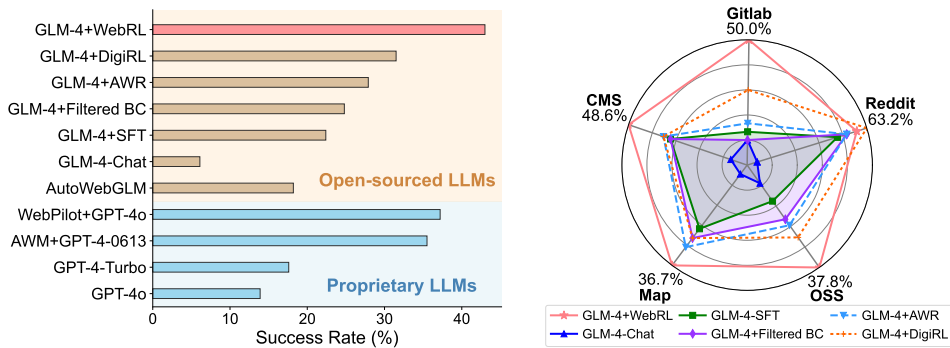 GLM-4+WebRL
GLM-4+DigiRL
GLM-4+AWR
GLM-4+Filtered BC
GLM-4+SFT
GLM-4-Chat
AutoWebGLM
Open-sourced LLMs
WebPilot+GPT-4o
AWM+GPT-4-0613
GPT-4-Turbo
Proprietary LLMs
GPT-4o
0 10 20 30 40
Success Rate (%)
Gitlab
50.0%
CMS
48.6%
Reddit
63.2%
36.7%
Map
37.8%
OSS
GLM-4+WebRL GLM-4-SFT GLM-4+AWR
GLM-4-Chat GLM-4+Filtered BC GLM-4+DigiRL